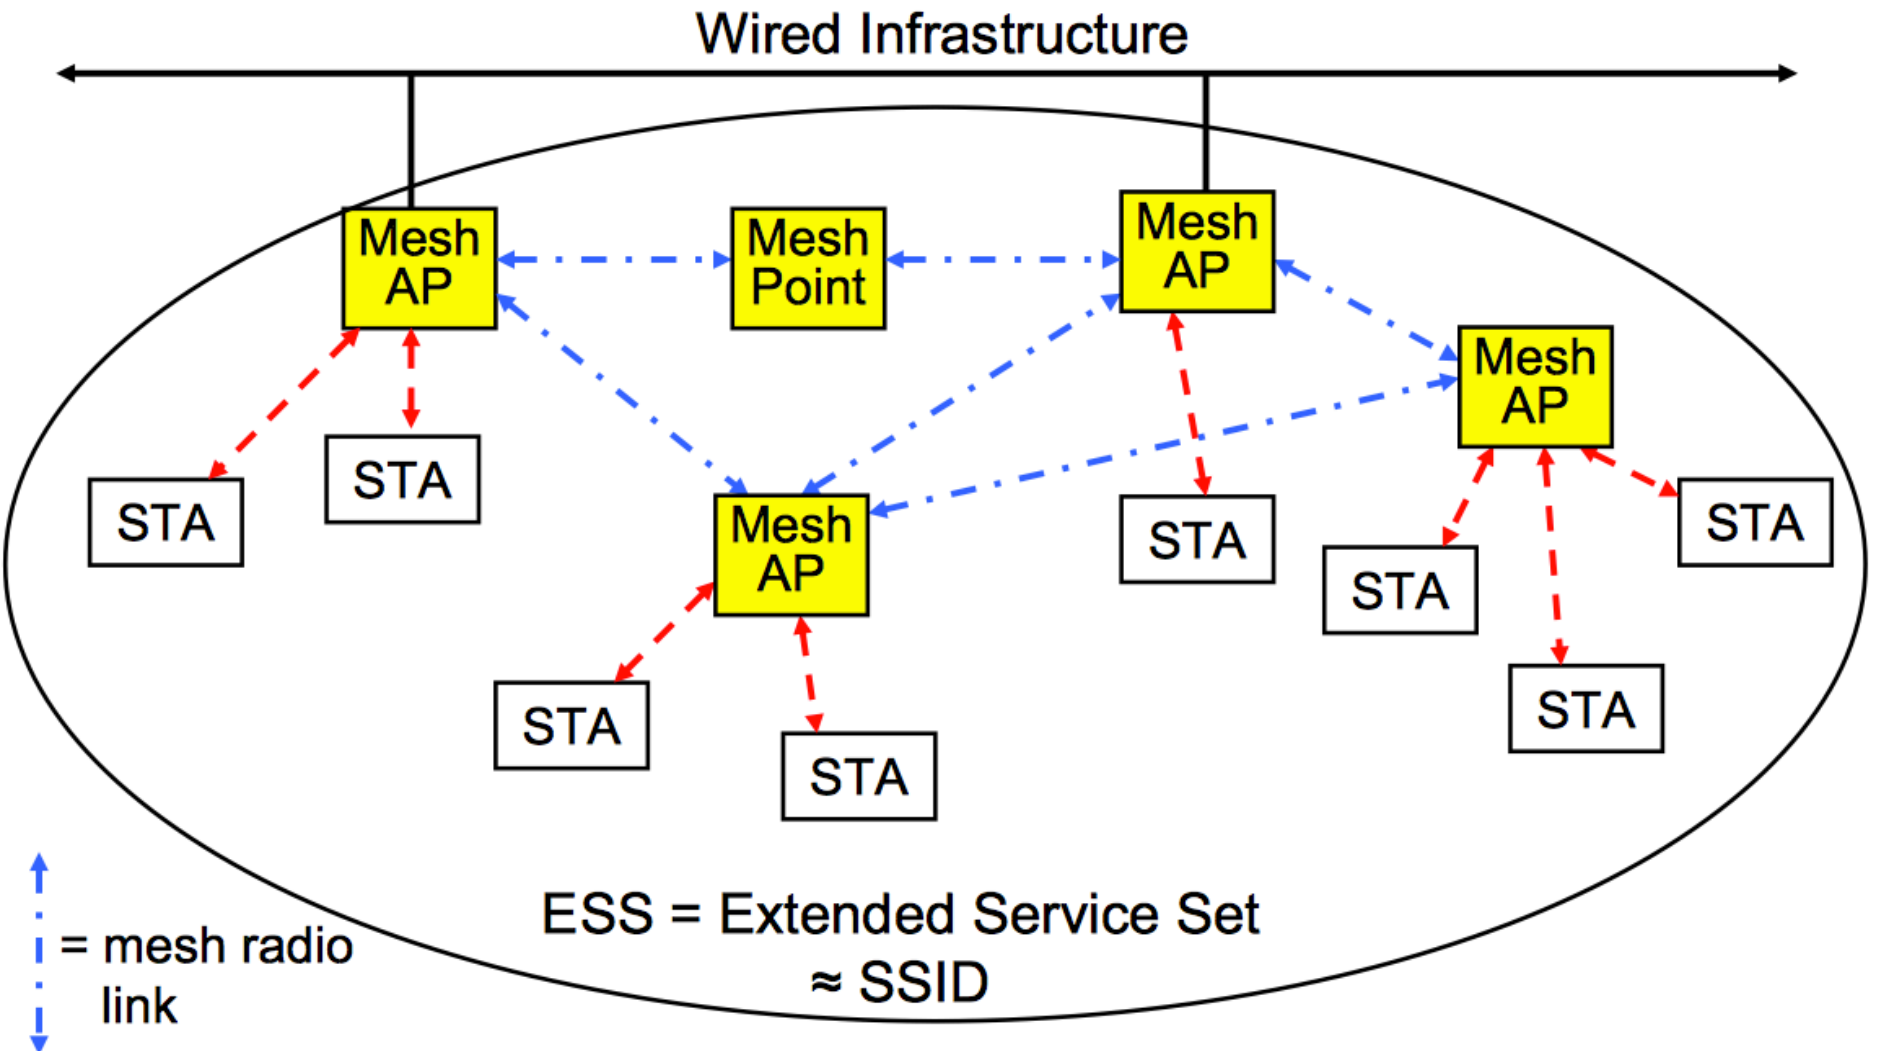 Wired Infrastructure
Mesh
AP
Mesh
Point
Mesh
AP
Mesh
AP
STA
STA
Mesh
AP
STA
STA
STA
STA
STA
STA
ESS = Extended Service Set
≈ SSID
= mesh radio
link